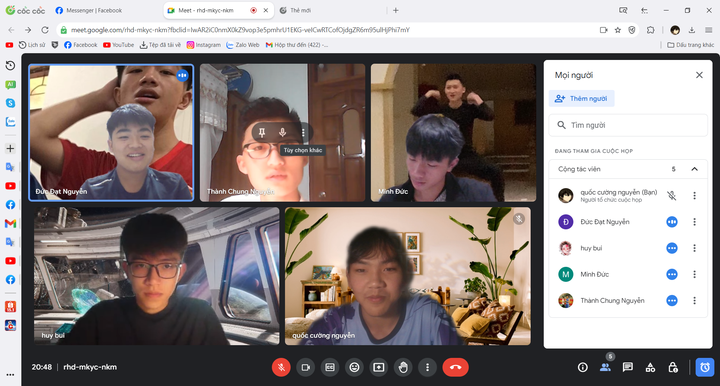 cốc cốc
Messenger | Facebook
Meet - rhd-mkyc-nkm
Thẻ mới
meet.google.com/rhd-mkyc-nkm?fbclid=IwAR2lC0nmX0kZ9vop3e5pmhrU1EKG-veICwRTCofOjdgZR6m95ulHjPhi7mY
Lịch sử
Facebook
YouTube
Tệp đã tải về
Instagram
Zalo Web
Hộp thư đến (422) -...
Dấu trang khác
Đức Đạt Nguyễn
Thành Chung Nguyễn
Tùy chọn khác
Minh Đức
huy bui
quốc cường nguyễn
Mọi người
Thêm người
Tìm người
ĐANG THAM GIA CUỘC HỌP
Cộng tác viên
5
quốc cường nguyễn (Bạn)
Người tổ chức cuộc họp
Đ
Đức Đạt Nguyễn
huy bui
M
Minh Đức
Thành Chung Nguyễn
20:48 | rhd-mkyc-nkm
5